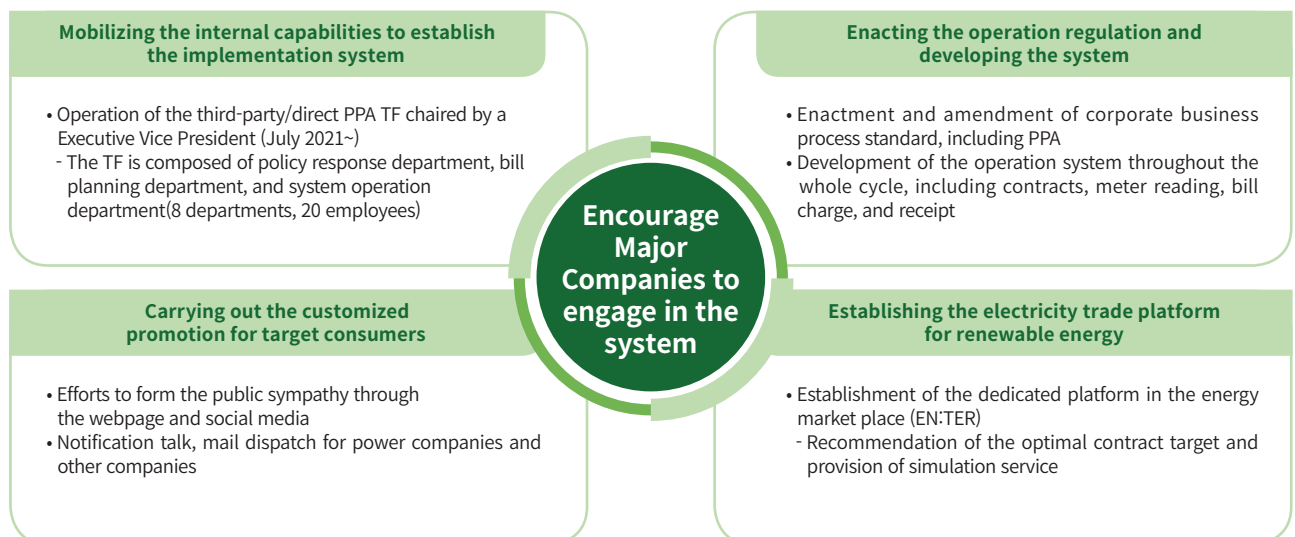 Mobilizing the internal capabilities to establish
the implementation system
• Operation of the third-party/direct PPA TF chaired by a
Executive Vice President (July 2021~)
- The TF is composed of policy response department, bill
planning department, and system operation
department(8 departments, 20 employees)
Enacting the operation regulation and
developing the system
• Enactment and amendment of corporate business
process standard, including PPA
• Development of the operation system throughout the
whole cycle, including contracts, meter reading, bill
charge, and receipt
Encourage
Major
Companies to
engage in the
system
Carrying out the customized
promotion for target consumers
• Efforts to form the public sympathy through
the webpage and social media
• Notification talk, mail dispatch for power companies and
other companies
Establishing the electricity trade platform
for renewable energy
• Establishment of the dedicated platform in the energy
market place (EN:TER)
- Recommendation of the optimal contract target and
provision of simulation service